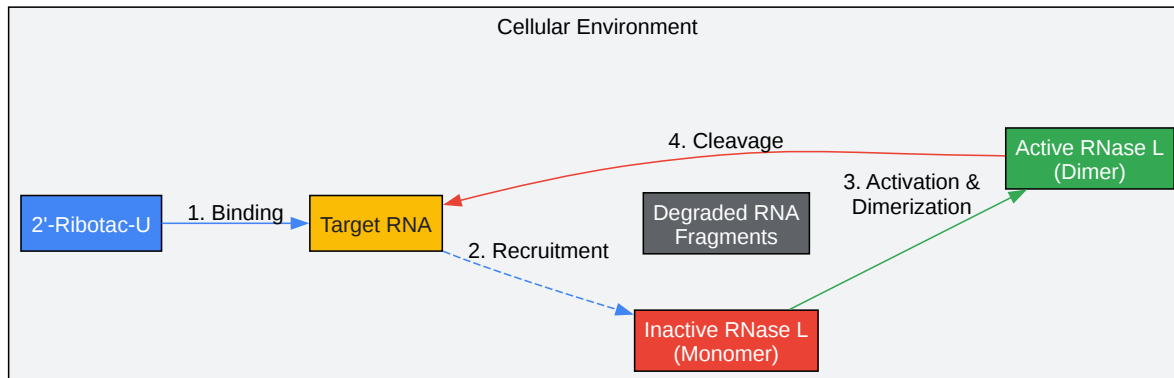 Cellular Environment
4. Cleavage
Active RNase L
(Dimer)
3. Activation &
Dimerization
2'-Ribotac-U
1. Binding
Target RNA
Degraded RNA
Fragments
2. Recruitment
Inactive RNase L
(Monomer)